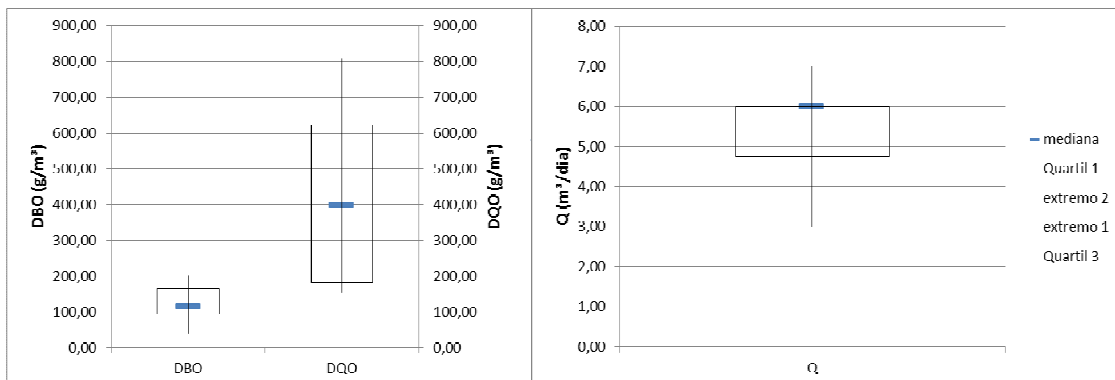 900,00
800,00
700,00
600,00
500,00
400,00
300,00
200,00
100,00
0,00
DBO (g/m³)
DBO
DQO
900,00
800,00
700,00
600,00
500,00
400,00
300,00
200,00
100,00
0,00
DQO (g/m³)
8,00
7,00
6,00
5,00
4,00
3,00
2,00
1,00
0,00
Q (m³/dia)
Q
mediana
Quartil 1
extremo 2
extremo 1
Quartil 3